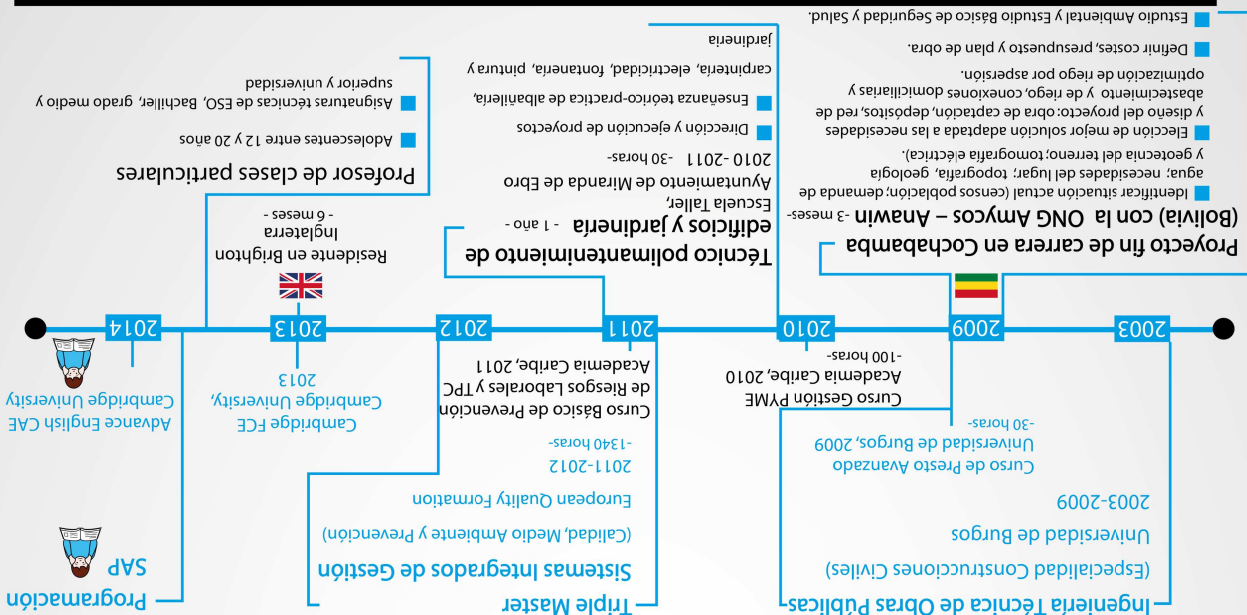 Ingeniería Técnica de Obras Públicas
(Especialidad Construcciones Civiles)
Universidad de Burgos
2003-2009
Curso de Presto Avanzado
Universidad de Burgos, 2009
-30 horas-
Curso Gestión PYME
Academia Caribe, 2010
-100 horas-
Triple Master
Sistemas Integrados de Gestión
(Calidad, Medio Ambiente y Prevención)
European Quality Formation
2011-2012
-1340 horas-
Curso Básico de Prevención
de Riesgos Laborales y TPC
Academia Caribe, 2011
Cambridge FCE
Cambridge University,
2013
Programación
SAP
Advance English CAE
Cambridge University
2003
2009
2010
2011
2012
2013
2014
Proyecto fin de carrera en Cochabamba
(Bolivia) con la ONG Amycos – Anawin -3 meses-
Identificar situación actual (censos población; demanda de
agua; necesidades del lugar; topografía, geología
y geotecnia del terreno; tomografía eléctrica).
Elección de mejor solución adaptada a las necesidades
y diseño del proyecto: obra de captación, depósitos, red de
abastecimiento y de riego, conexiones domiciliarias y
optimización de riego por aspersión.
Definir costes, presupuesto y plan de obra.
Estudio Ambiental y Estudio Básico de Seguridad y Salud.
Técnico polimantenimiento de
edificios y jardinería - 1 año -
Escuela Taller,
Ayuntamiento de Miranda de Ebro
2010 -2011 -30 horas-
Dirección y ejecución de proyectos
Enseñanza teórico-practica de albañilería,
carpintería, electricidad, fontanería, pintura y
jardineria
Residente en Brighton
Inglaterra
- 6 meses -
Profesor de clases particulares
Adolescentes entre 12 y 20 años
Asignaturas técnicas de ESO, Bachiller, grado medio y
superior y universidad